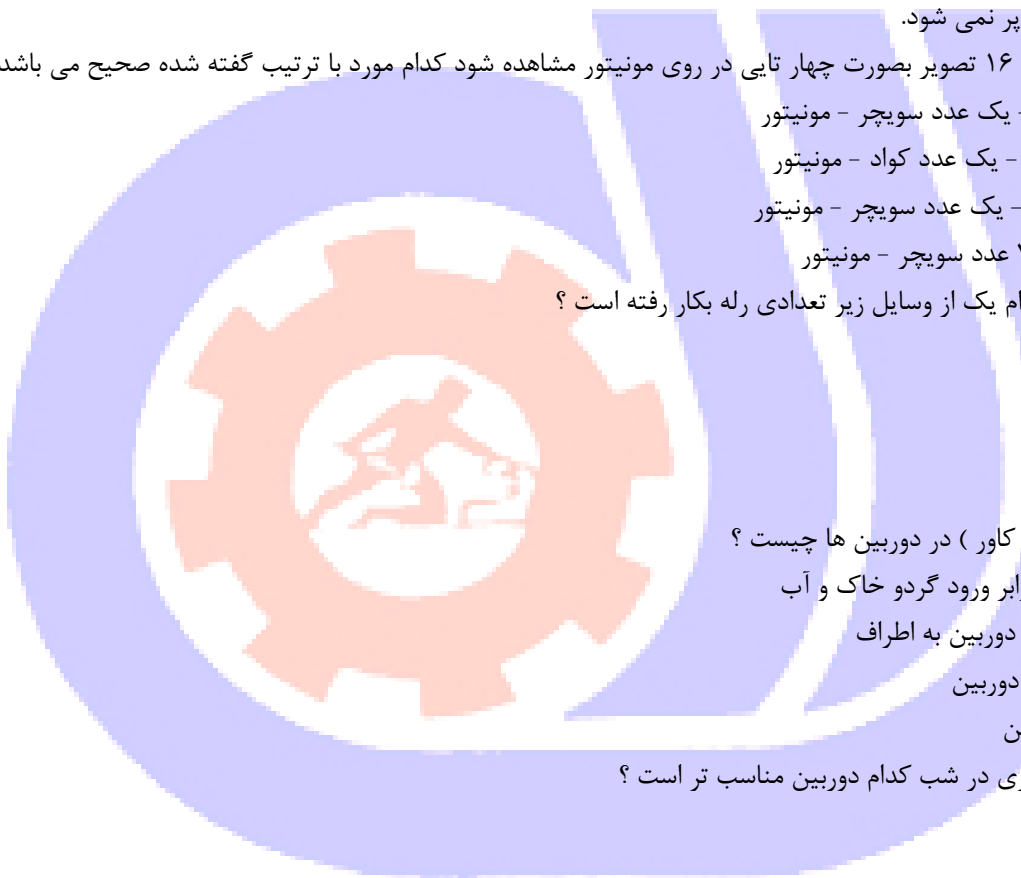 پر نمی شود.
۱۶ تصویر بصورت چهار تایی در روی مونیتور مشاهده شود کدام مورد با ترتیب گفته شده صحیح می باشد
- یک عدد سویچر - مونیتور
- یک عدد کواد - مونیتور
- یک عدد سویچر - مونیتور
عدد سویچر - مونیتور
یک از وسایل زیر تعدادی رله بکار رفته است ؟
کاور ) در دوربین ها چیست ؟
ورود گردو خاک و آب
دوربین به اطراف
دوربین
در شب کدام دوربین مناسب تر است ؟